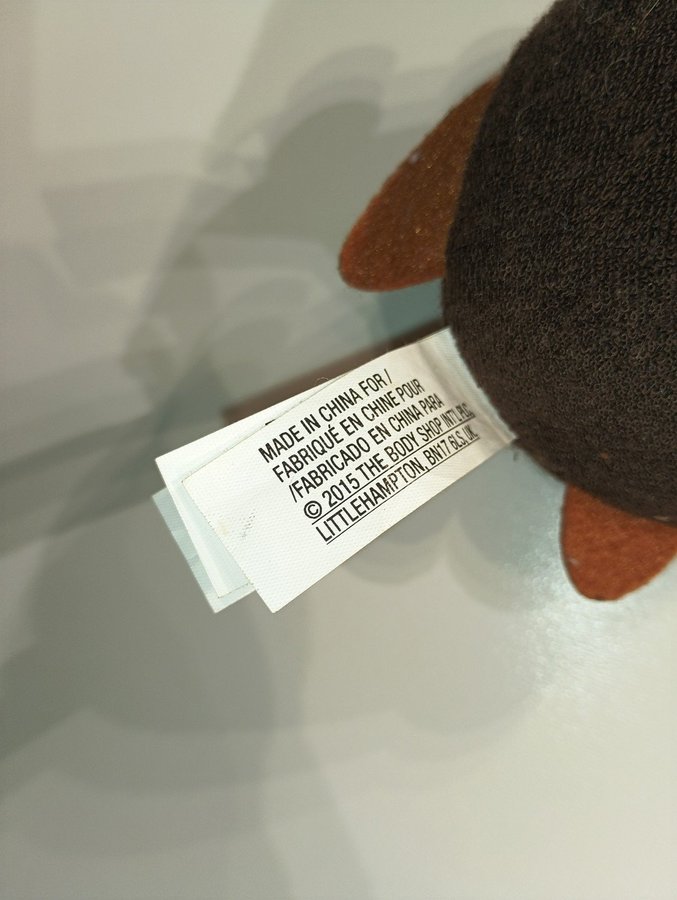 MADE IN CHINA FOR /
FABRIQUÉ EN CHINE POUR
/FABRICADO EN CHINA PARA
© 2015 THE BODY SHOP INT'L PLC,
LITTLEHAMPTON, BN17 6LS, UK.